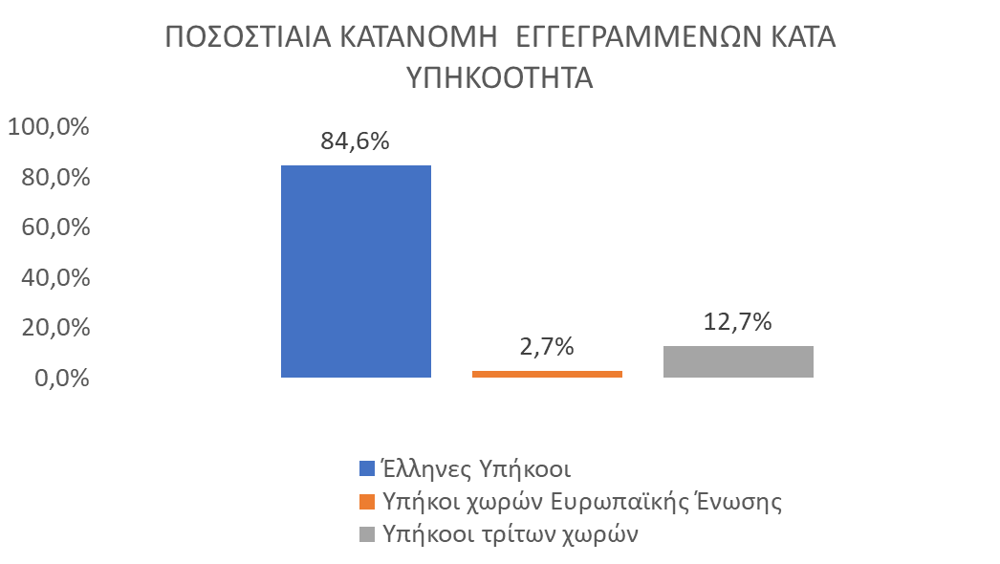 ΠΟΣΟΣΤΙΑΙΑ ΚΑΤΑΝΟΜΗ  ΕΓΓΕΓΡΑΜΜΕΝΩΝ ΚΑΤΑ
ΥΠΗΚΟΟΤΗΤΑ
100,0%
80,0%
60,0%
40,0%
20,0%
0,0%
84,6%
2,7%
12,7%
Έλληνες Υπήκοοι
Υπήκοι χωρών Ευρωπαϊκής Ένωσης
Υπήκοοι τρίτων χωρών